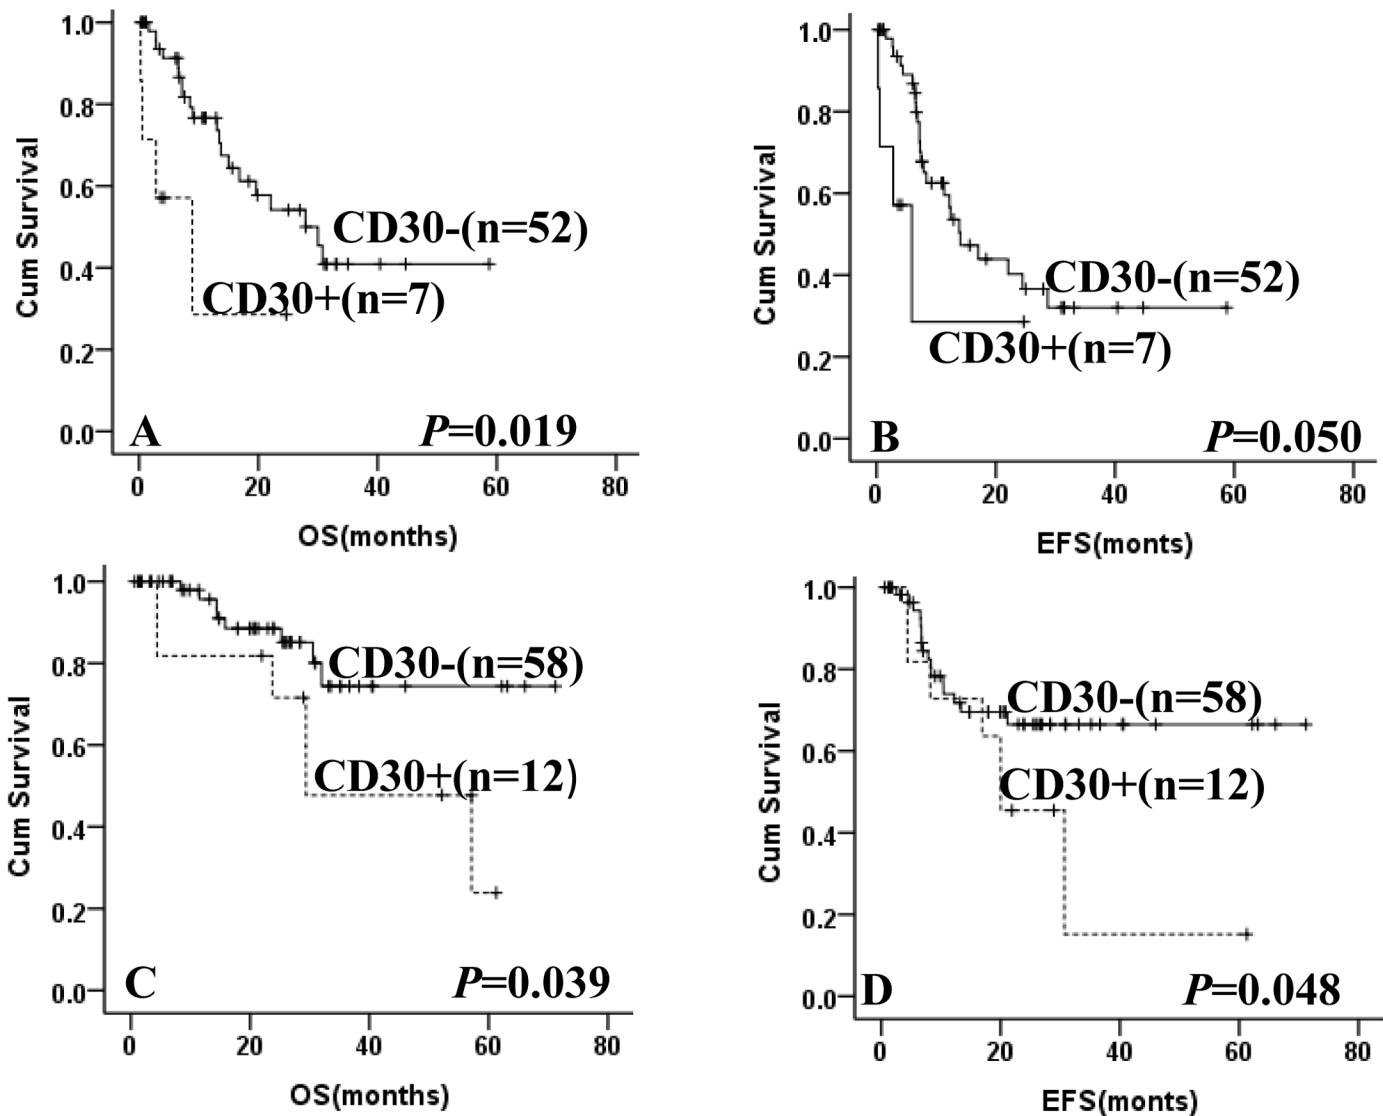 1.0
0.8
0.6
0.4
0.2
0.0
Cum Survival
CD30-(n=52)
CD30+(n=7)
A
P=0.019
0 20 40 60 80
OS(months)
1.0
0.8
0.6
0.4
0.2
0.0
Cum Survival
CD30-(n=52)
CD30+(n=7)
B
P=0.050
0 20 40 60 80
EFS(monts)
1.0
0.8
0.6
0.4
0.2
0.0
Cum Survival
CD30-(n=58)
CD30+(n=12)
C
P=0.039
0 20 40 60 80
OS(months)
1.0
0.8
0.6
0.4
0.2
0.0
Cum Survival
CD30-(n=58)
CD30+(n=12)
D
P=0.048
0 20 40 60 80
EFS(monts)